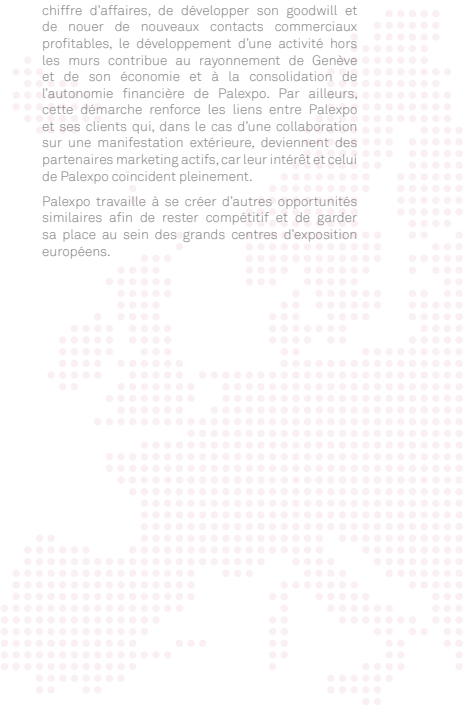 chiffre d'affaires, de développer son goodwill et
de nouer de nouveaux contacts commerciaux
profitables, le développement d'une activité hors
les murs contribue au rayonnement de Genève
et de son économie et à la consolidation de
l'autonomie financière de Palexpo. Par ailleurs,
cette démarche renforce les liens entre Palexpo
et ses clients qui, dans le cas d'une collaboration
sur une manifestation extérieure, deviennent des
partenaires marketing actifs, car leur intérêt et celui
de Palexpo coïncident pleinement.
Palexpo travaille à se créer d'autres opportunités
similaires afin de rester compétitif et de garder
sa place au sein des grands centres d'exposition
européens.